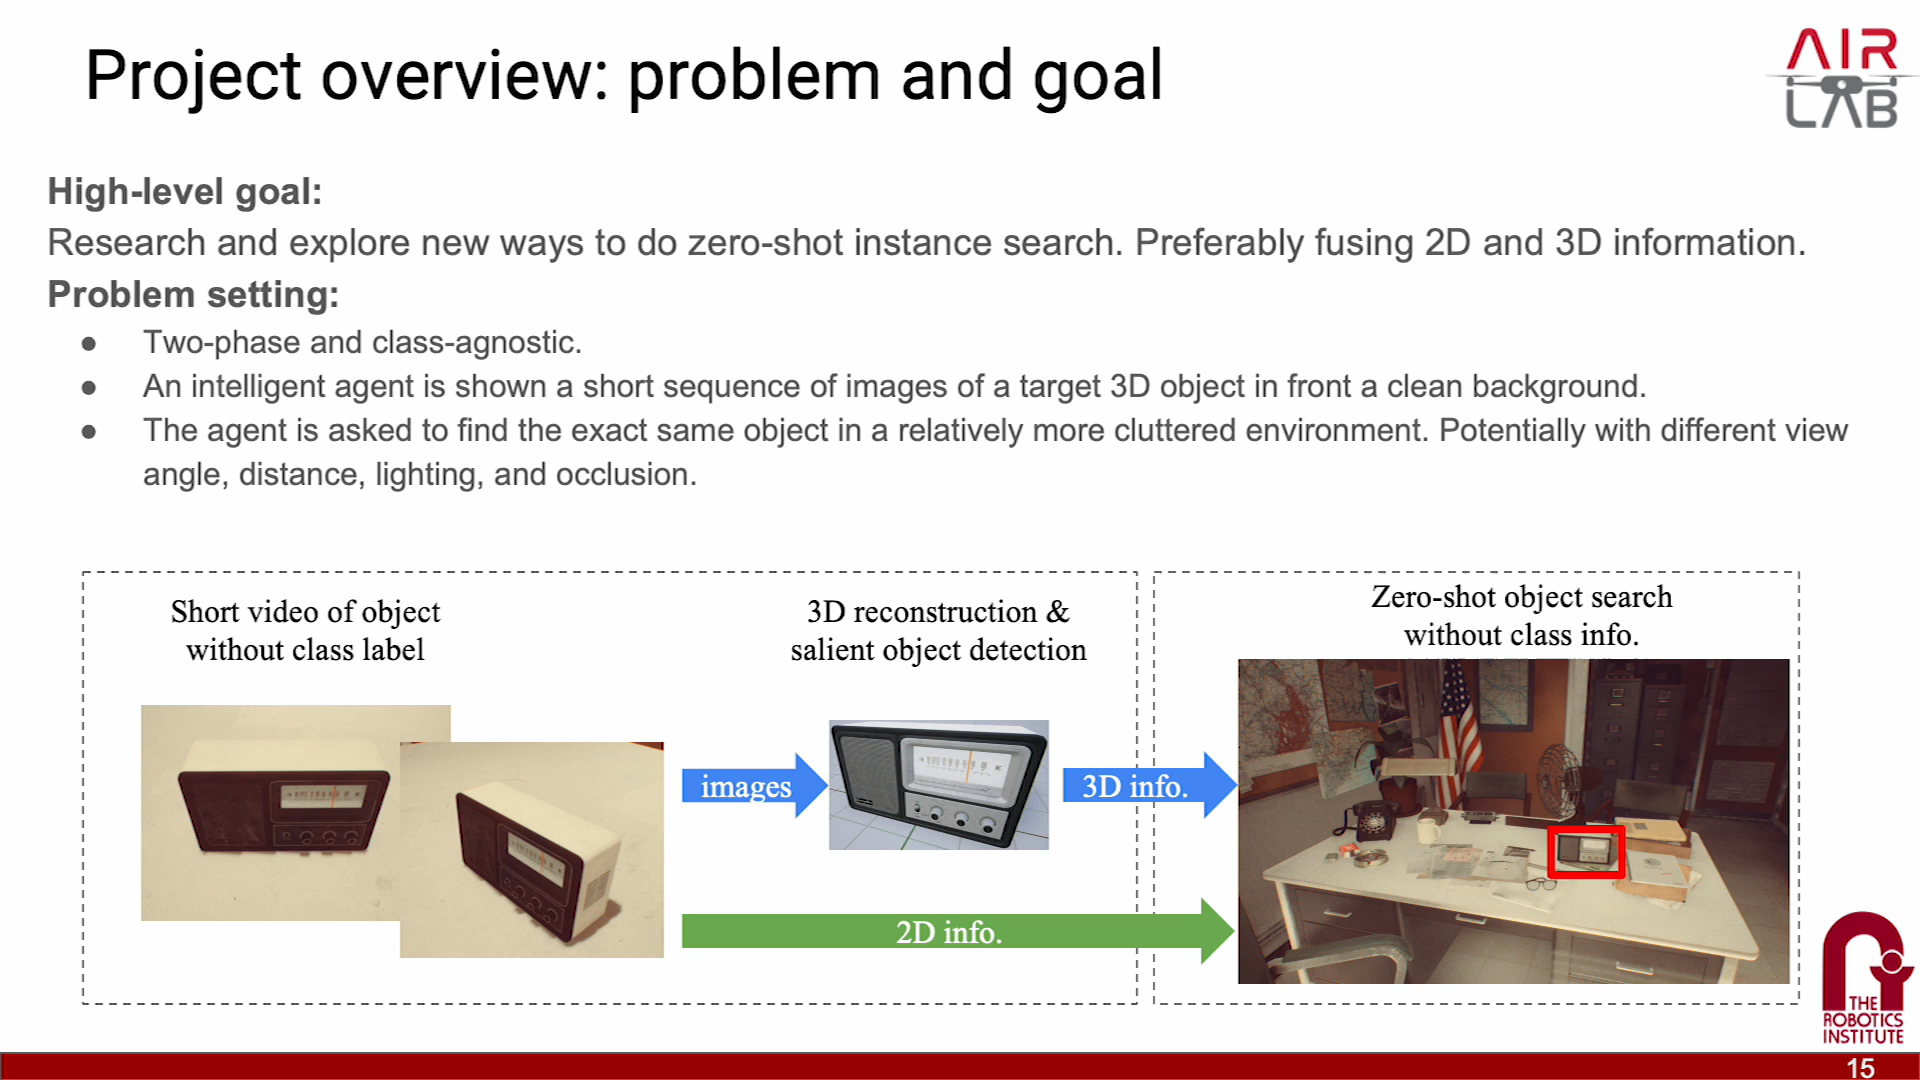 Project overview: problem and goal
AIR
LAB
High-level goal:
Research and explore new ways to do zero-shot instance search. Preferably fusing 2D and 3D information.
Problem setting:
● Two-phase and class-agnostic.
● An intelligent agent is shown a short sequence of images of a target 3D object in front a clean background.
● The agent is asked to find the exact same object in a relatively more cluttered environment. Potentially with different view
angle, distance, lighting, and occlusion.
Short video of object
without class label
3D reconstruction &
salient object detection
Zero-shot object search
without class info.
images
3D info.
2D info.
THE
ROBOTICS
INSTITUTE
15